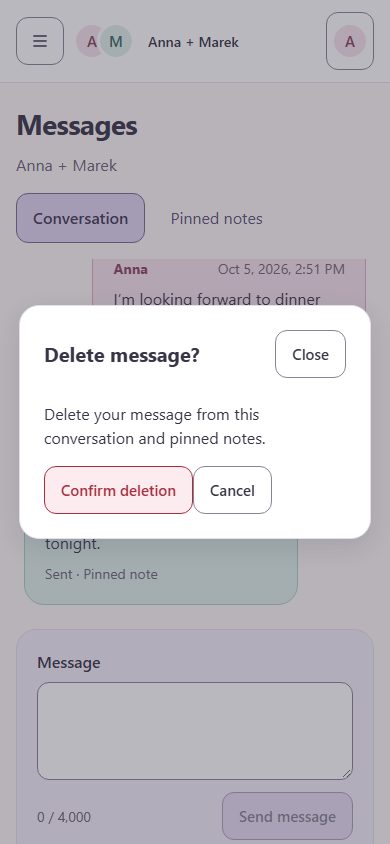 A M Anna + Marek A
Messages
Anna + Marek
Conversation Pinned notes
Anna Oct 5, 2026, 2:51 PM
I'm looking forward to dinner
Delete message? Close
Delete your message from this
conversation and pinned notes.
Confirm deletion Cancel
tonight.
Sent · Pinned note
Message
0 / 4,000 Send message